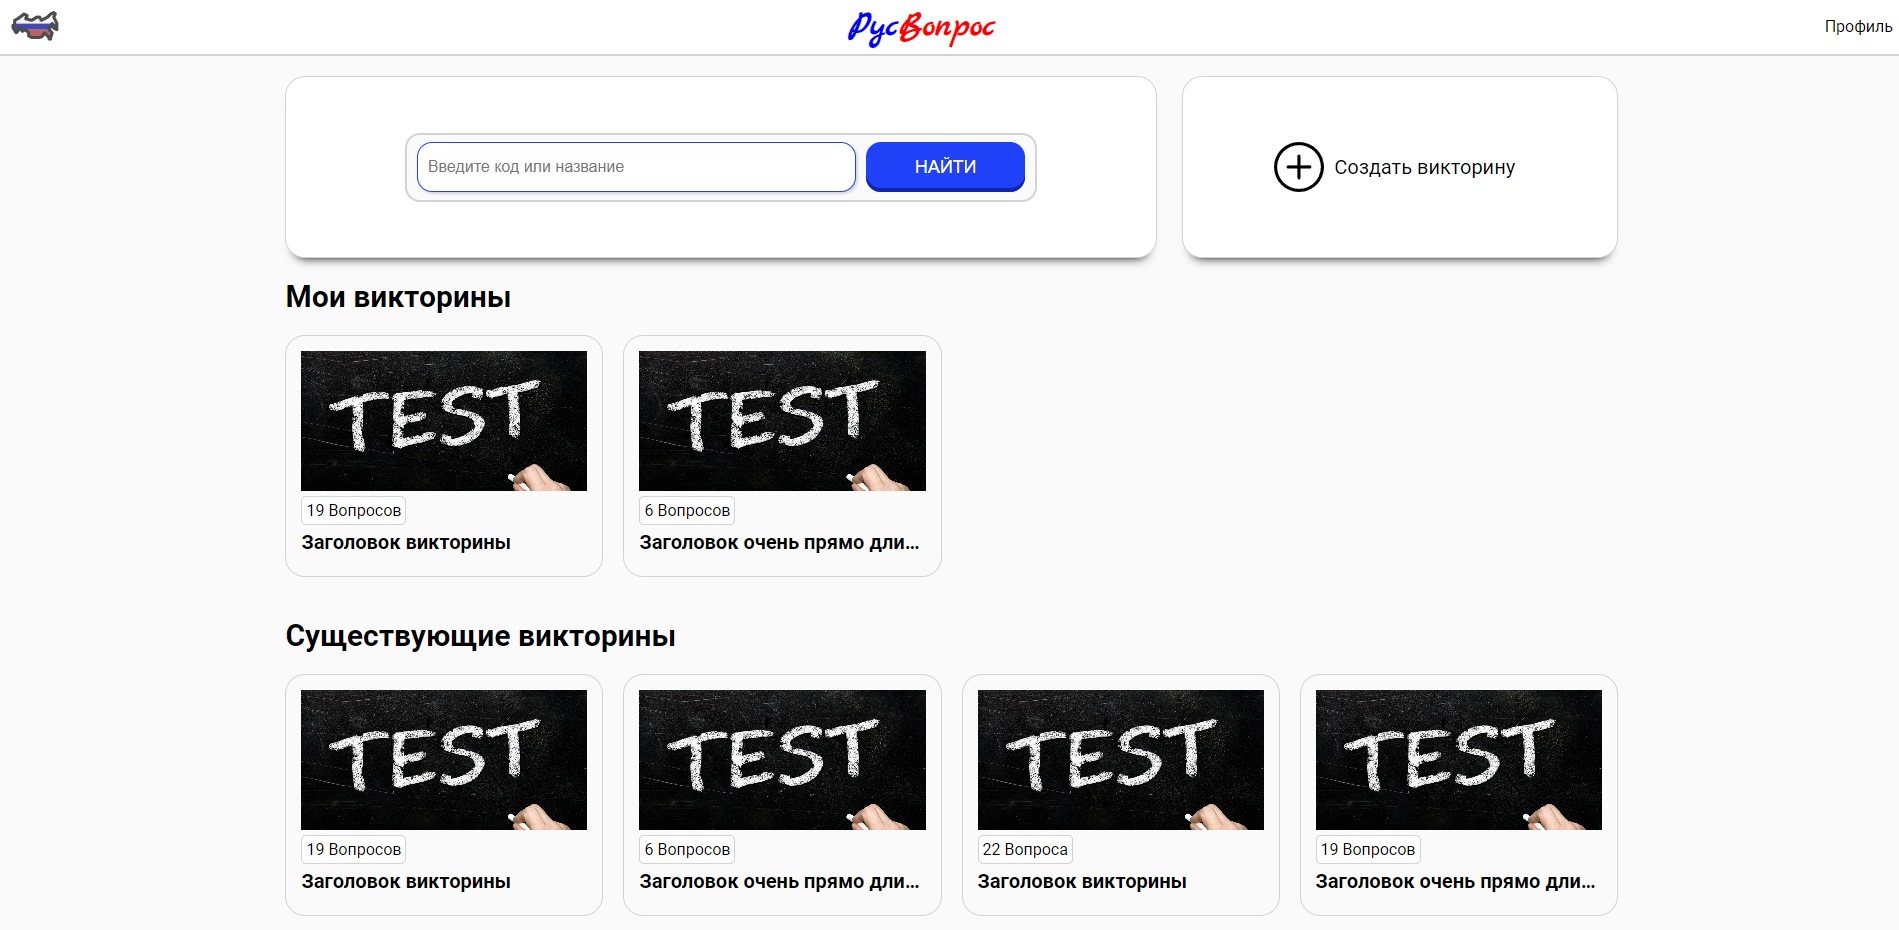 РусВопрос
Профиль
Введите код или название
НАЙТИ
Создать викторину
Мои викторины
TEST
TEST
19 Вопросов
6 Вопросов
Заголовок викторины
Заголовок очень прямо дли...
Существующие викторины
TEST
TEST
TEST
TEST
19 Вопросов
6 Вопросов
22 Вопроса
19 Вопросов
Заголовок викторины
Заголовок очень прямо дли...
Заголовок викторины
Заголовок очень прямо дли...